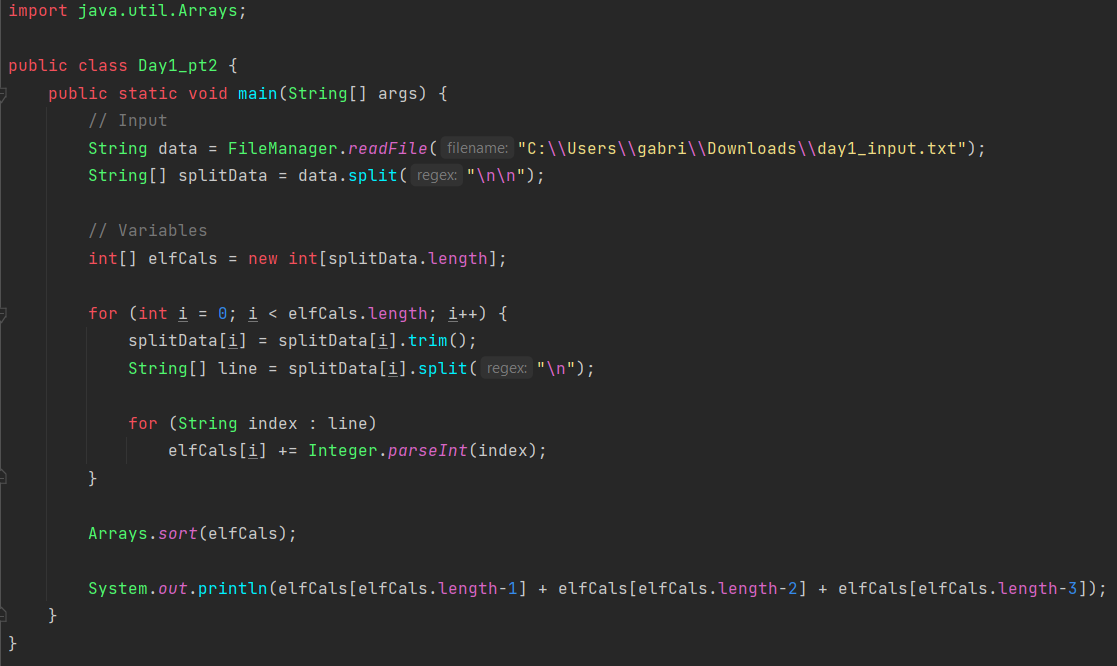 import java.util.Arrays;
public class Day1_pt2 {
    public static void main(String[] args) {
        // Input
        String data = FileManager.readFile( filename: "C:\\Users\\gabri\\Downloads\\day1_input.txt");
        String[] splitData = data.split( regex: "\n\n");
        // Variables
        int[] elfCals = new int[splitData.length];
        for (int i = 0; i < elfCals.length; i++) {
            splitData[i] = splitData[i].trim();
            String[] line = splitData[i].split( regex: "\n");
            for (String index : line)
                elfCals[i] += Integer.parseInt(index);
        }
        Arrays.sort(elfCals);
        System.out.println(elfCals[elfCals.length-1] + elfCals[elfCals.length-2] + elfCals[elfCals.length-3]);
    }
}